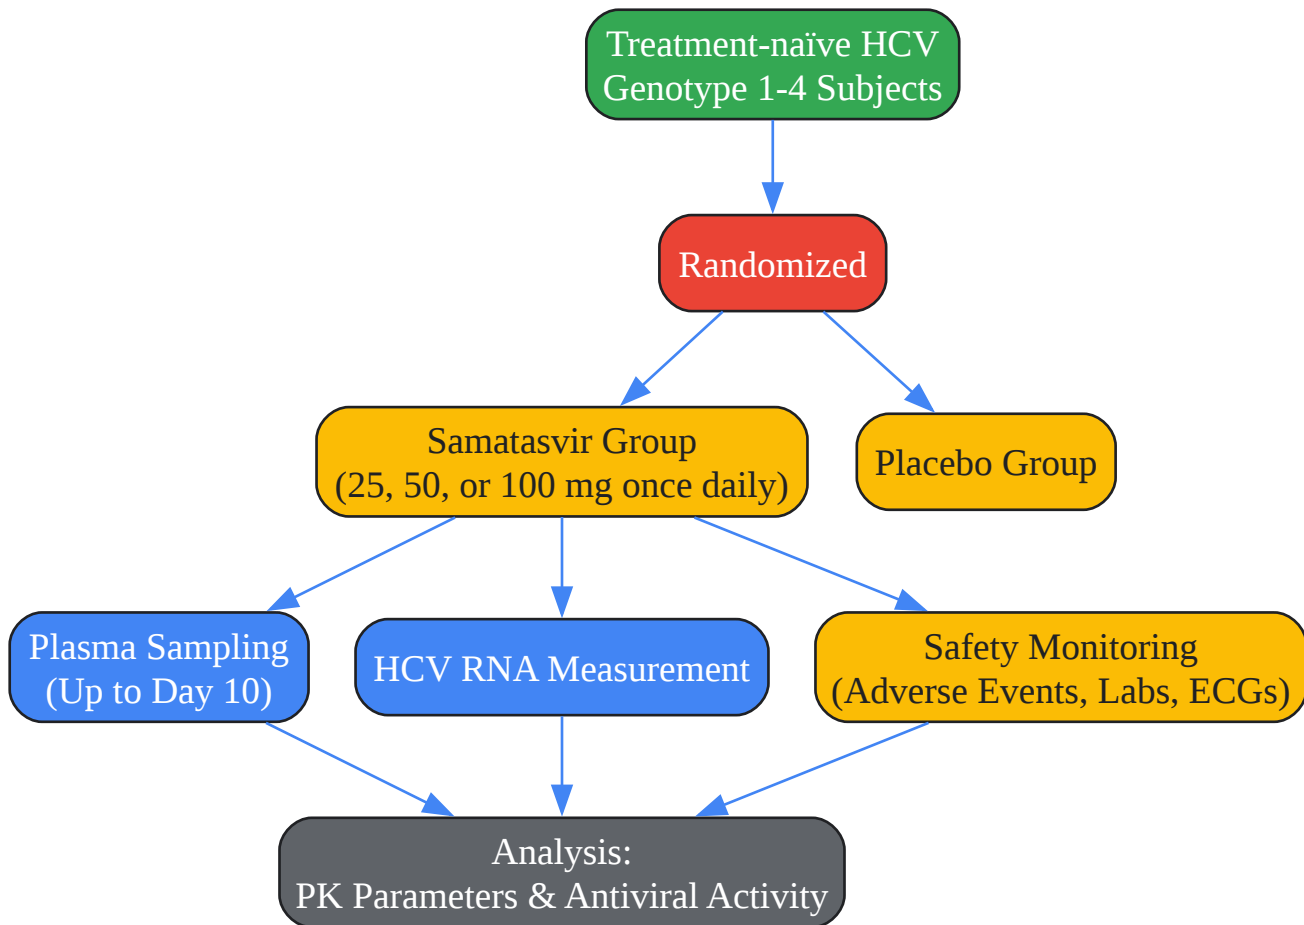 Treatment-naïve HCV
Genotype 1-4 Subjects
Randomized
Samatasvir Group
(25, 50, or 100 mg once daily)
Placebo Group
Plasma Sampling
(Up to Day 10)
HCV RNA Measurement
Safety Monitoring
(Adverse Events, Labs, ECGs)
Analysis:
PK Parameters & Antiviral Activity